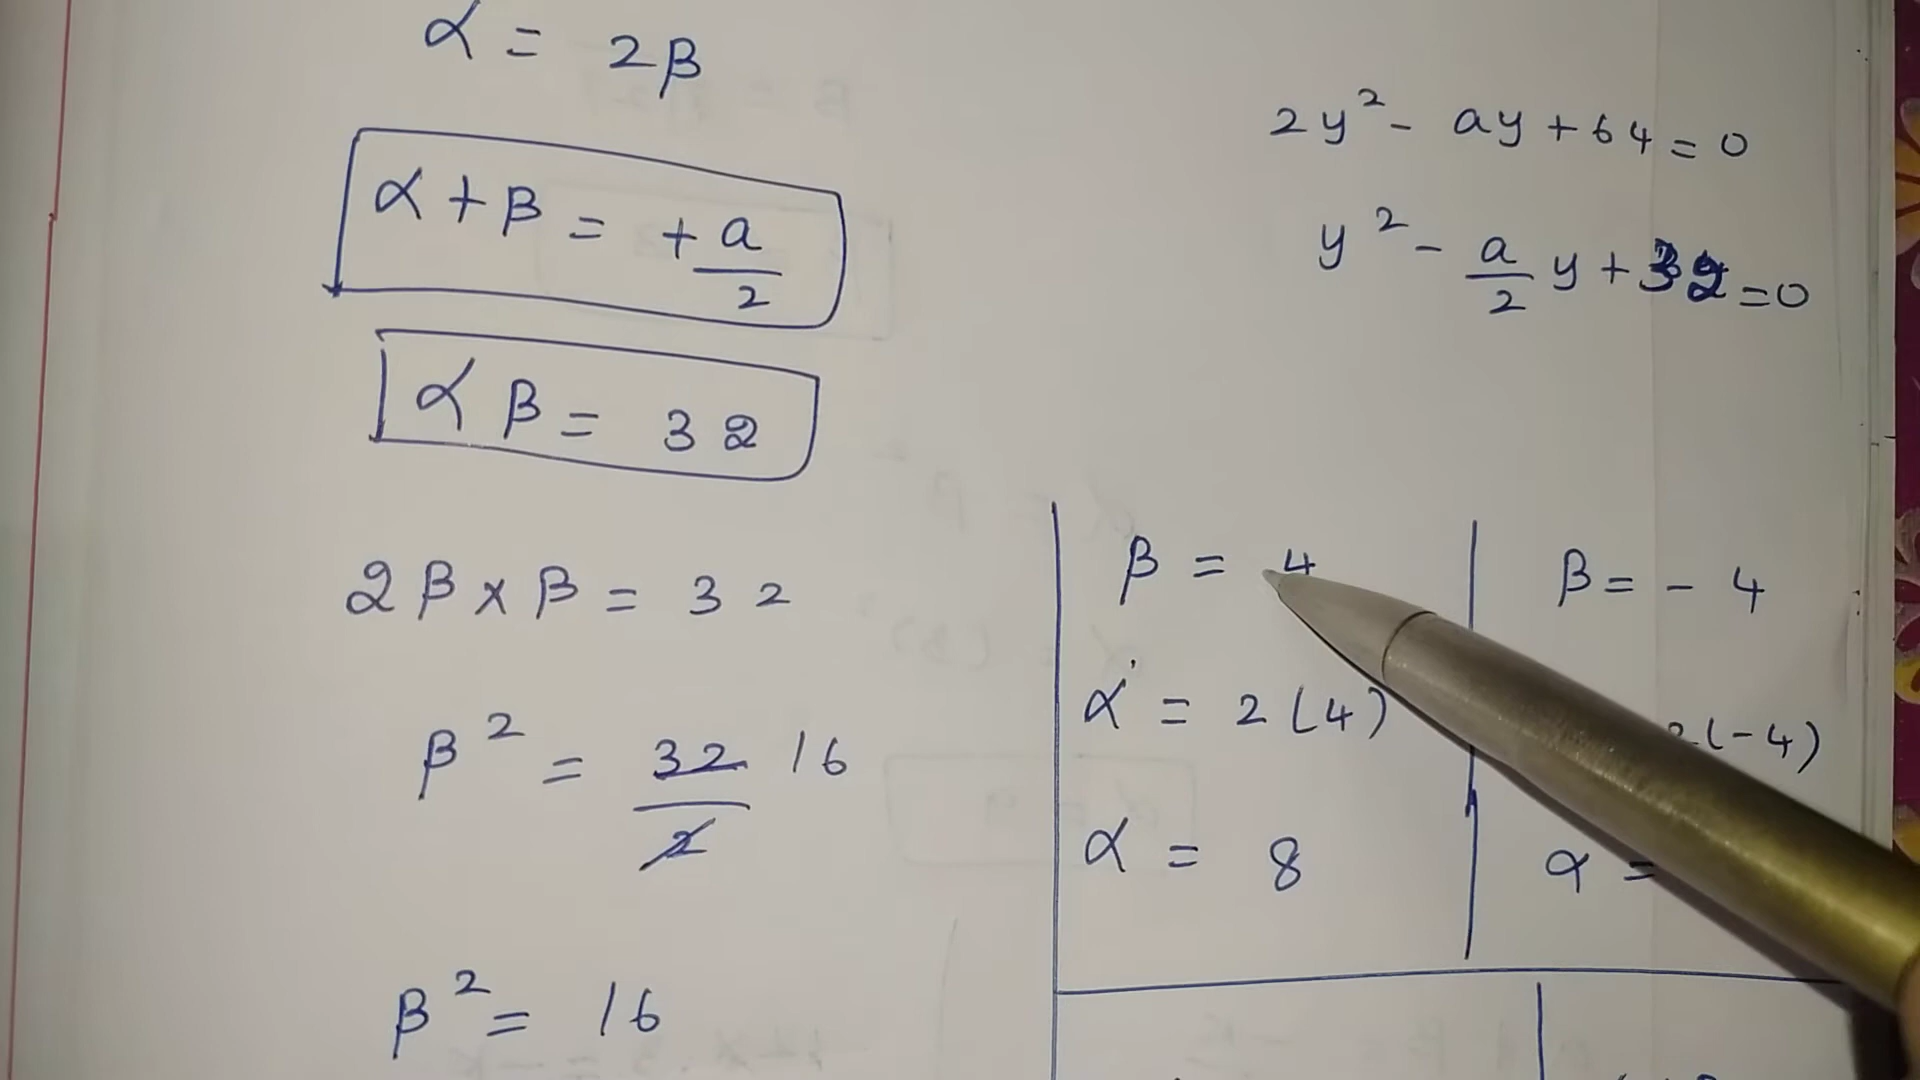 α = 2β
α + β = + a/2
αβ = 32
2β × β = 32
β² = 32/2 16
β² = 16
2y² - ay + 64 = 0
y² - a/2 y + 32 = 0
β = 4
α = 2(4)
α = 8
β = - 4
2(-4)
α =